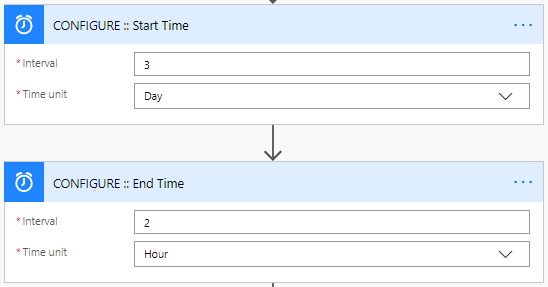 CONFIGURE :: Start Time
* Interval
3
* Time unit
Day
CONFIGURE :: End Time
* Interval
2
* Time unit
Hour